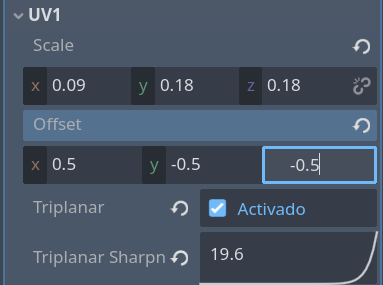 UV1
Scale
x 0.09 y 0.18 z 0.18
Offset
x 0.5 y -0.5 -0.5
Triplanar Activado
Triplanar Sharpn 19.6